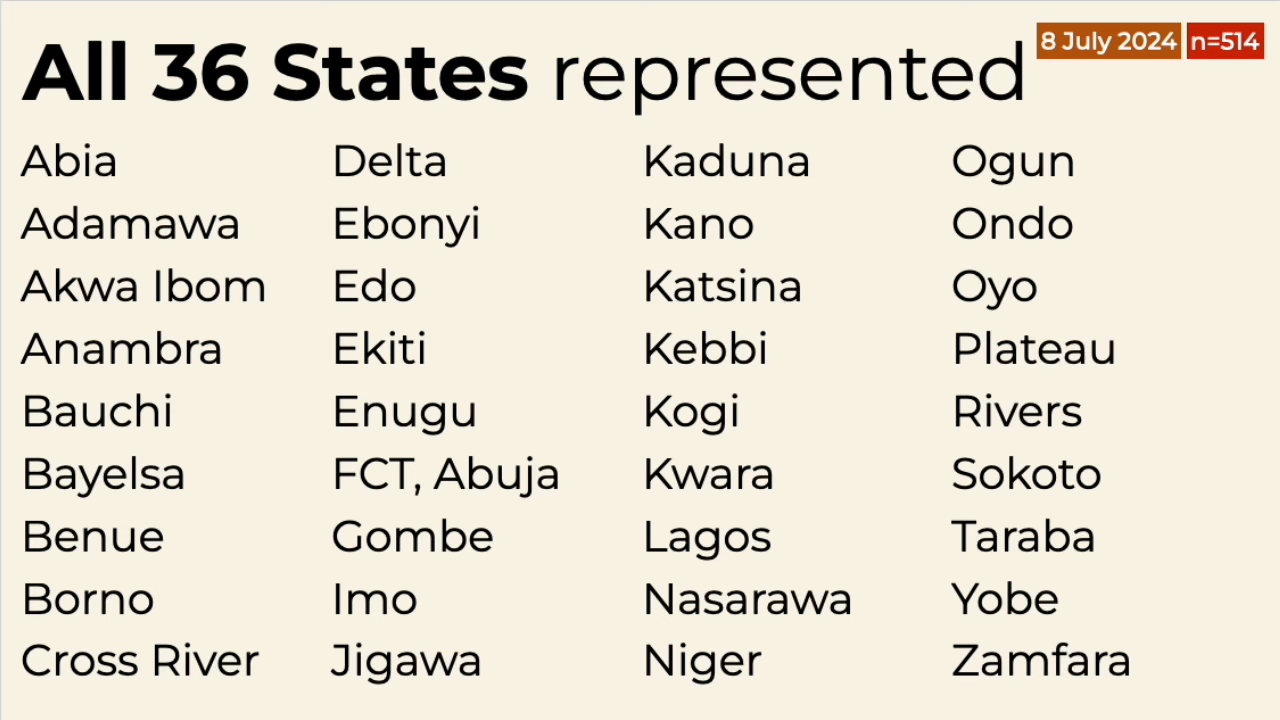 All 36 States represented
8 July 2024
n=514
Abia
Adamawa
Akwa Ibom
Anambra
Bauchi
Bayelsa
Benue
Borno
Cross River
Delta
Ebonyi
Edo
Ekiti
Enugu
FCT, Abuja
Gombe
Imo
Jigawa
Kaduna
Kano
Katsina
Kebbi
Kogi
Kwara
Lagos
Nasarawa
Niger
Ogun
Ondo
Oyo
Plateau
Rivers
Sokoto
Taraba
Yobe
Zamfara